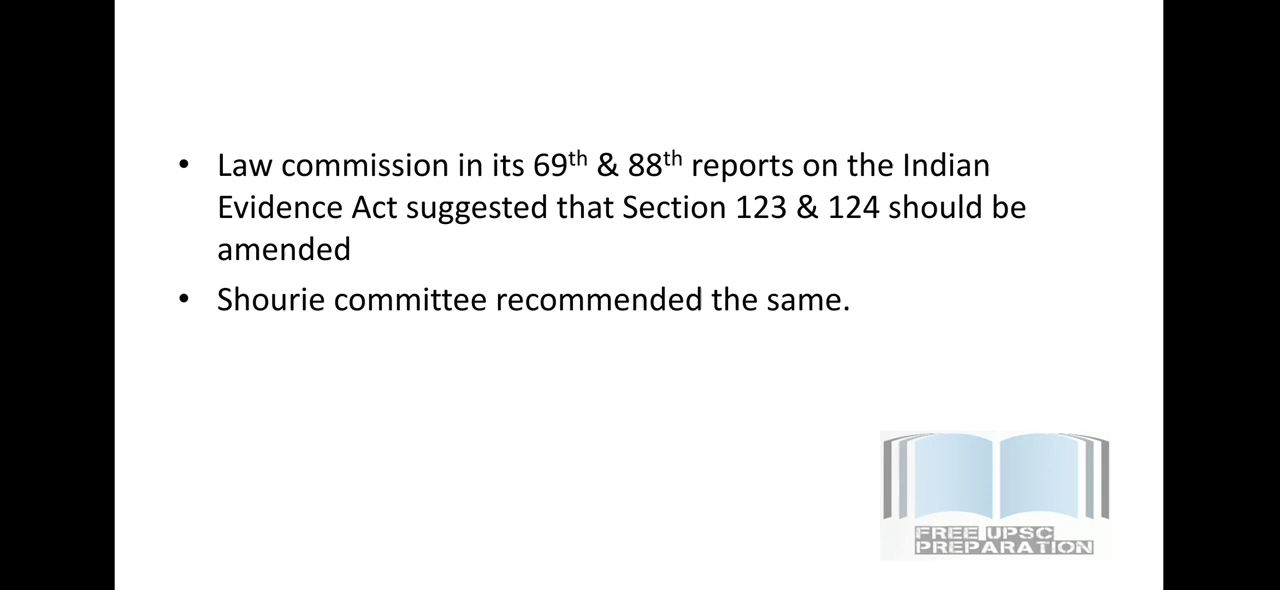 • Law commission in its 69th & 88th reports on the Indian
Evidence Act suggested that Section 123 & 124 should be
amended
• Shourie committee recommended the same.
FREE UPSC
PREPARATION